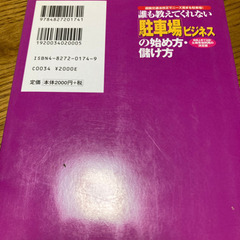 誰も教えてくれない
駐車場ビジネス
の始め方・
儲け方
9784827201741
1920034020005
ISBN4-8272-0174-9
C0034 ¥2000E
定価 本体2000円+税